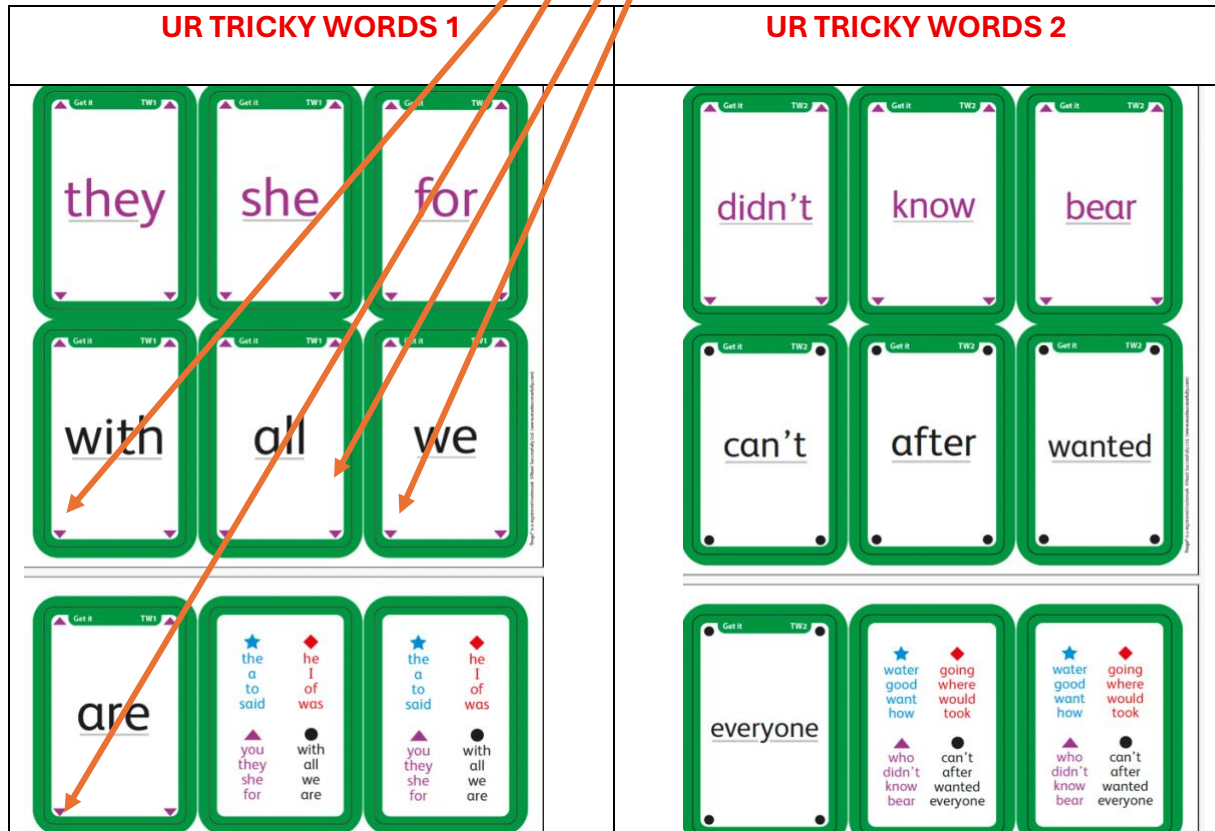 UR TRICKY WORDS 1
Get it TW1
they
Get it TW1
she
Get it
for
Get it TW1
with
Get it TW1
all
Get it TW1
we
Get it TW1
are
the he
a I
to of
said was
you with
they all
she we
for are
the he
a I
to of
said was
you with
they all
she we
for are
UR TRICKY WORDS 2
Get it TW2
didn't
Get it TW2
know
Get it TW2
bear
Get it TW2
can't
Get it TW2
after
Get it TW2
wanted
Get it TW2
everyone
water going
good where
want would
how took
who can't
didn't after
know wanted
bear everyone
water going
good where
want would
how took
who can't
didn't after
know wanted
bear everyone